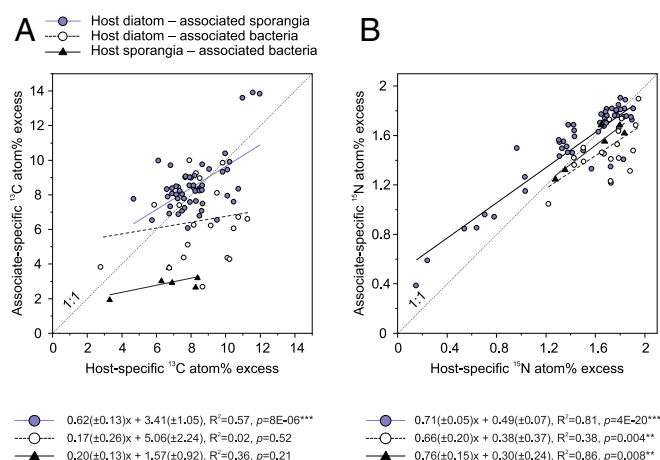 A
Host diatom – associated sporangia
Host diatom – associated bacteria
Host sporangia – associated bacteria
B
Associate-specific ¹³C atom% excess
14
12
10
8
6
4
2
0
1:1
0 2 4 6 8 10 12 14
Host-specific ¹³C atom% excess
Associate-specific ¹⁵N atom% excess
2.0
1.6
1.2
0.8
0.4
1:1
0 0.4 0.8 1.2 1.6 2.0
Host-specific ¹⁵N atom% excess
0.62(±0.13)x + 3.41(±1.05), R²=0.57, p=8E-06***
0.17(±0.26)x + 5.06(±2.24), R²=0.02, p=0.52
0.20(±0.13)x + 1.57(±0.92), R²=0.36, p=0.21
0.71(±0.05)x + 0.49(±0.07), R²=0.81, p=4E-20***
0.66(±0.20)x + 0.38(±0.37), R²=0.38, p=0.004**
0.76(±0.15)x + 0.30(±0.24), R²=0.86, p=0.008**